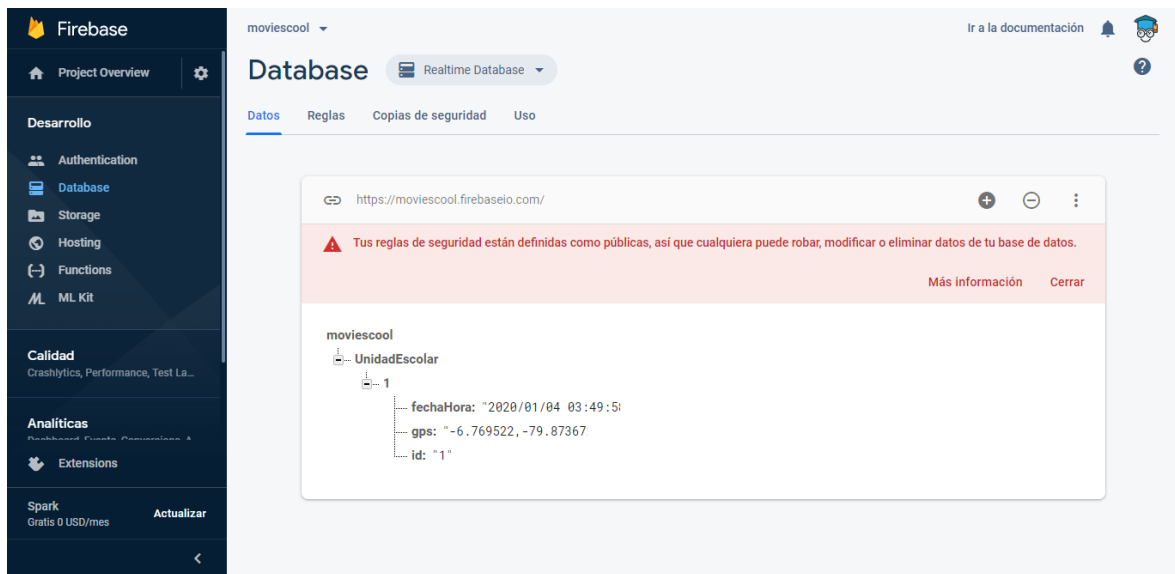 Firebase
Project Overview
Desarrollo
Authentication
Database
Storage
Hosting
Functions
ML Kit
Calidad
Crashlytics, Performance, Test La...
Analíticas
Dashboard, Events, Conversions, A...
Extensions
Spark
Gratis 0 USD/mes
Actualizar
moviescool
Ir a la documentación
Database
Realtime Database
Datos Reglas Copias de seguridad Uso
https://moviescool.firebaseio.com/
Tus reglas de seguridad están definidas como públicas, así que cualquiera puede robar, modificar o eliminar datos de tu base de datos.
Más información Cerrar
moviescool
UnidadEscolar
1
fechaHora: "2020/01/04 03:49:58
gps: "-6.769522,-79.87367
id: "1"